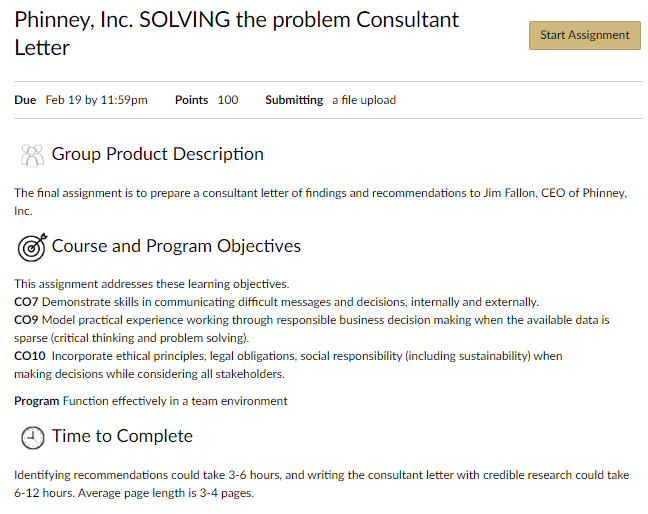 Phinney, Inc. SOLVING the problem Consultant
Letter
Start Assignment
Due Feb 19 by 11:59pm Points 100 Submitting a file upload
Group Product Description
The final assignment is to prepare a consultant letter of findings and recommendations to Jim Fallon, CEO of Phinney,
Inc.
Course and Program Objectives
This assignment addresses these learning objectives.
CO7 Demonstrate skills in communicating difficult messages and decisions, internally and externally.
CO9 Model practical experience working through responsible business decision making when the available data is
sparse (critical thinking and problem solving).
CO10 Incorporate ethical principles, legal obligations, social responsibility (including sustainability) when
making decisions while considering all stakeholders.
Program Function effectively in a team environment
Time to Complete
Identifying recommendations could take 3-6 hours, and writing the consultant letter with credible research could take
6-12 hours. Average page length is 3-4 pages.